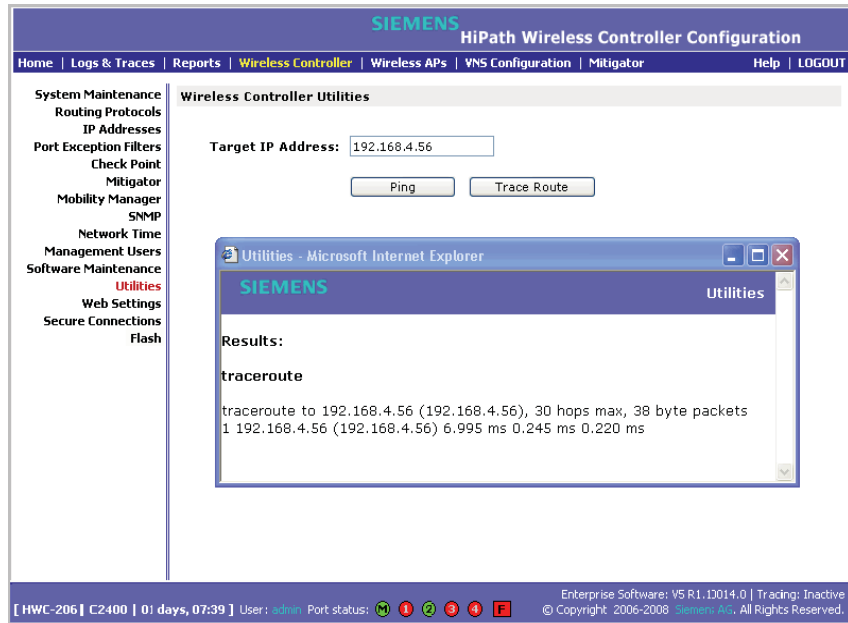 SIEMENS
HiPath Wireless Controller Configuration
Home | Logs & Traces | Reports | Wireless Controller | Wireless APs | VNS Configuration | Mitigator Help | LOGOUT
System Maintenance
Routing Protocols
IP Addresses
Port Exception Filters
Check Point
Mitigator
Mobility Manager
SNMP
Network Time
Management Users
Software Maintenance
Utilities
Web Settings
Secure Connections
Flash
Wireless Controller Utilities
Target IP Address: 192.168.4.56
Ping Trace Route
Utilities - Microsoft Internet Explorer
SIEMENS
Utilities
Results:
traceroute
traceroute to 192.168.4.56 (192.168.4.56), 30 hops max, 38 byte packets
1 192.168.4.56 (192.168.4.56) 6.995 ms 0.245 ms 0.220 ms
[ HWC-206 | C2400 | 01 days, 07:39 ] User: admin Port status: M 1 2 3 4 F
Enterprise Software: V5 R1.1 0014.0 | Tracing: Inactive
© Copyright 2006-2008 Siemens AG. All Rights Reserved.